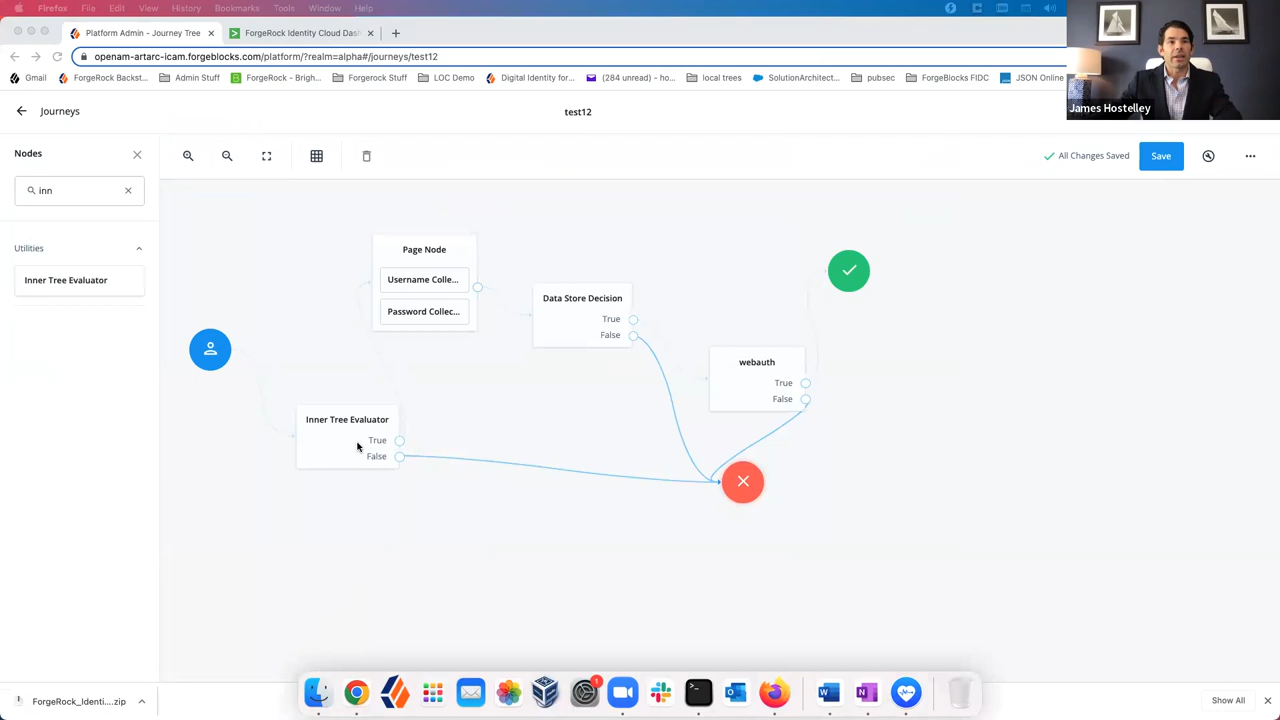 Chrome File Edit View History Bookmarks Help Tools Window
Platform Admin - Journey Tree
ForgeRock Identity Cloud Das
openam-artarc-icam.forgeblocks.com/platform/?realm=alpha#/journeys/test12
Gmail ForgeRock Backst... Admin Stuff ForgeRock - Brigh... Forgerock Stuff LOC Demo Digital Identity for... (284 unread) - ho... local trees SolutionArchitect... pubsec ForgeBlocks FIDC JSON Online
James Hostelley
Journeys
test12
Nodes
All Changes Saved
Save
inn
Utilities
Inner Tree Evaluator
Page Node
Username Colle...
Password Collec...
Data Store Decision
True
False
webauth
True
False
Inner Tree Evaluator
True
False
1
ForgeRock_Identi....zip
Show All